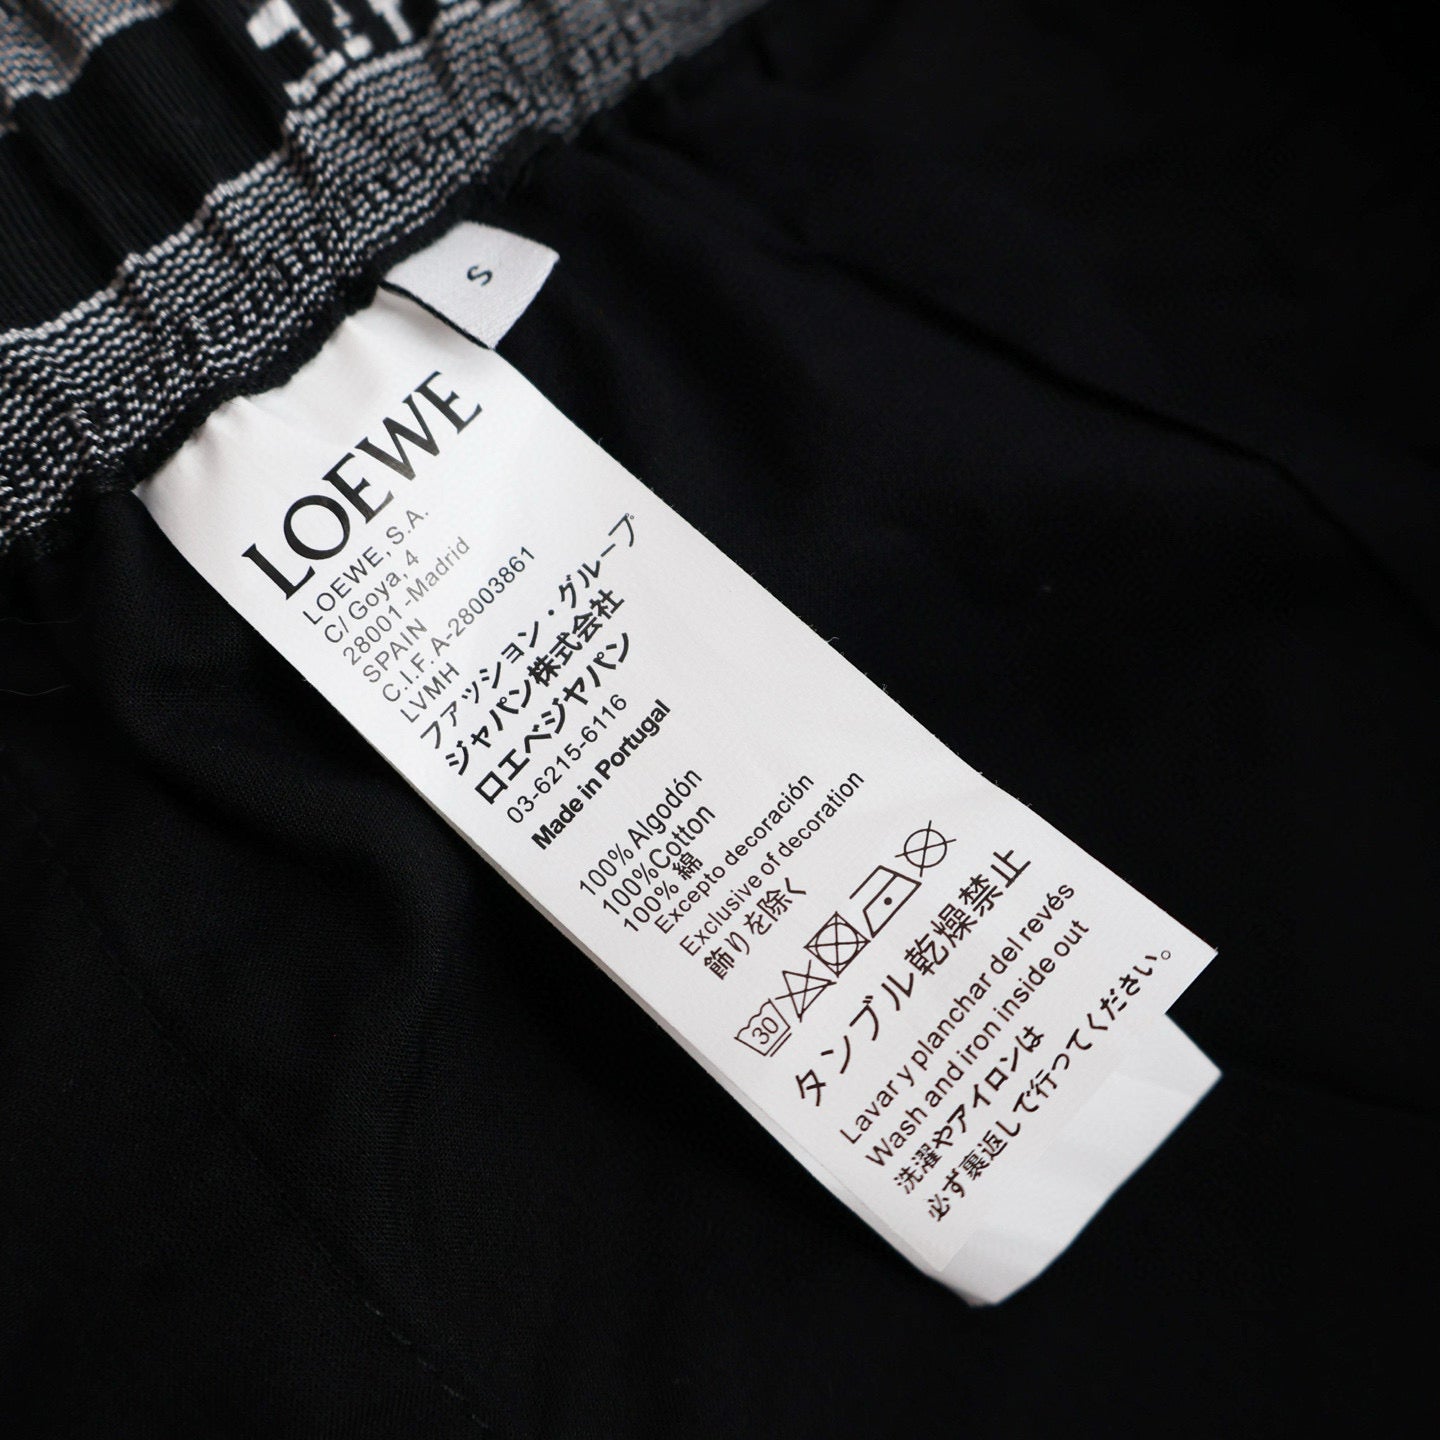 S
LOEWE
LOEWE, S.A.
C/ Goya, 4
28001 -Madrid
SPAIN
C.I.F. A-28003861
LVMH
ファッション・グループ
ジャパン株式会社
ロエベジャパン
03-6215-6116
Made in Portugal
100% Algodón
100%Cotton
100% 綿
Excepto decoración
Exclusive of decoration
飾りを除く
30
タンブル乾燥禁止
Lavar y planchar del revés
Wash and iron inside out
洗濯やアイロンは
必ず裏返しで行ってください。